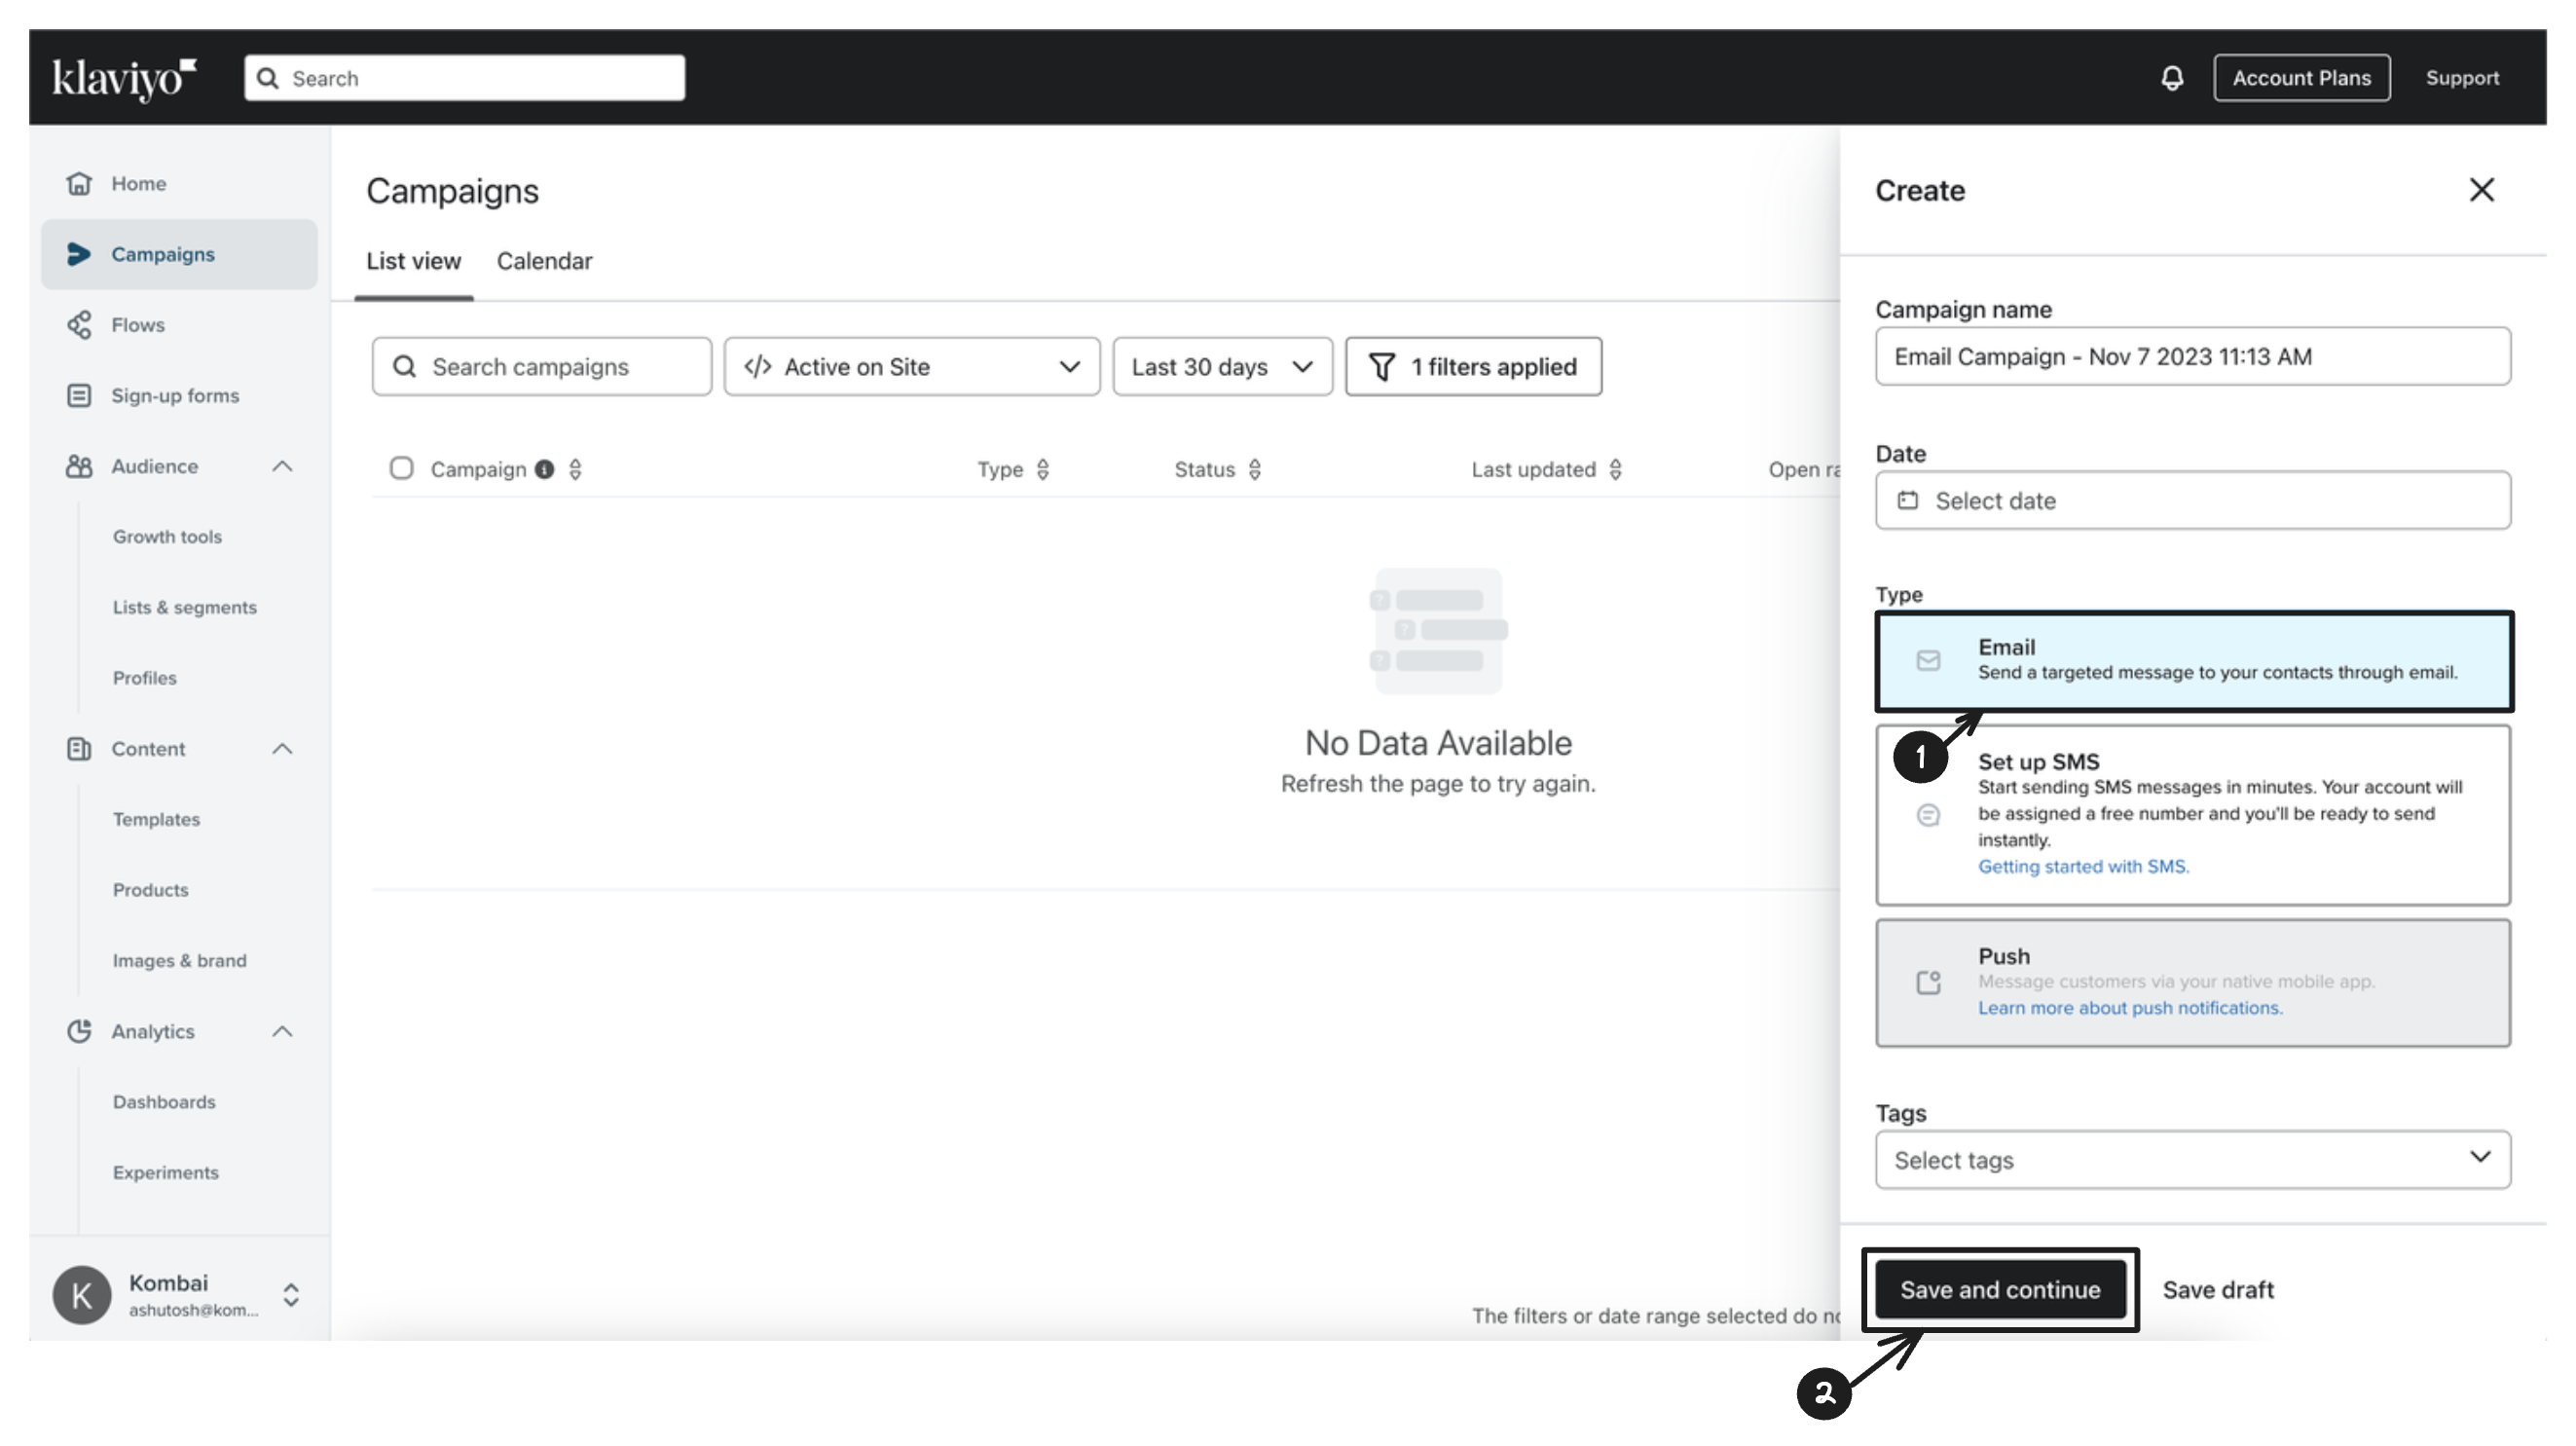 klaviyo
Search
Account Plans
Support
Home
Campaigns
Flows
Sign-up forms
Audience
Growth tools
Lists & segments
Profiles
Content
Templates
Products
Images & brand
Analytics
Dashboards
Experiments
K
Kombai
ashutosh@kom...
Campaigns
List view
Calendar
Search campaigns
</> Active on Site
Last 30 days
1 filters applied
Campaign
Type
Status
Last updated
Open ra
?
?
?
No Data Available
Refresh the page to try again.
The filters or date range selected do no
Create
Campaign name
Email Campaign - Nov 7 2023 11:13 AM
Date
Select date
Type
Email
Send a targeted message to your contacts through email.
1
Set up SMS
Start sending SMS messages in minutes. Your account will
be assigned a free number and you'll be ready to send
instantly.
Getting started with SMS.
Push
Message customers via your native mobile app.
Learn more about push notifications.
Tags
Select tags
Save and continue
Save draft
2